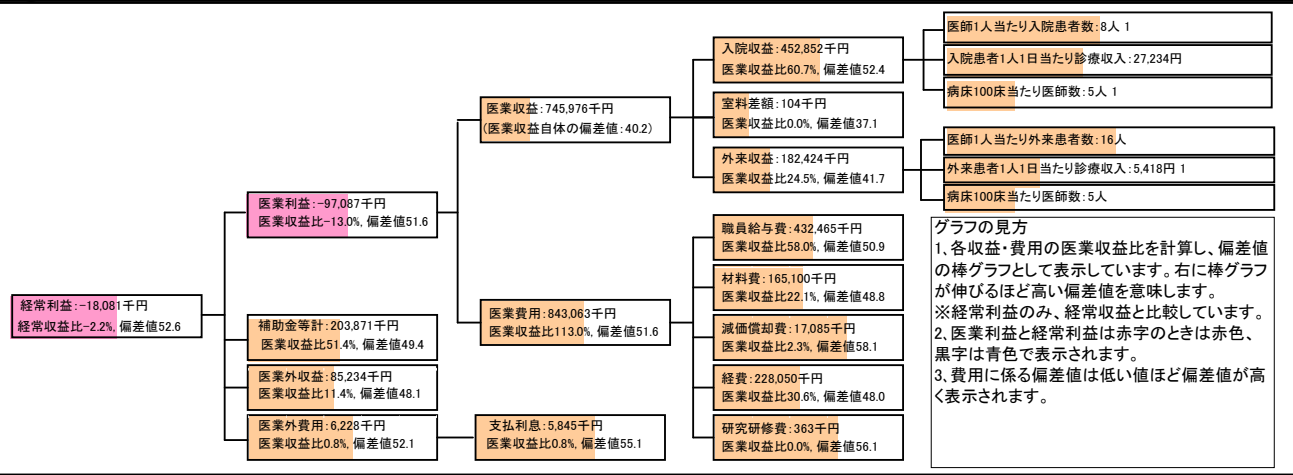 経常利益:-18,081千円
経常収益比-2.2%, 偏差値52.6
医業利益:-97,087千円
医業収益比-13.0%, 偏差値51.6
補助金等計:203,871千円
医業収益比51.4%, 偏差値49.4
医業外収益:85,234千円
医業収益比11.4%, 偏差値48.1
医業外費用:6,228千円
医業収益比0.8%, 偏差値52.1
支払利息:5,845千円
医業収益比0.8%, 偏差値55.1
医業収益:745,976千円
(医業収益自体の偏差値:40.2)
医業費用:843,063千円
医業収益比113.0%, 偏差値51.6
入院収益:452,852千円
医業収益比60.7%, 偏差値52.4
室料差額:104千円
医業収益比0.0%, 偏差値37.1
外来収益:182,424千円
医業収益比24.5%, 偏差値41.7
職員給与費:432,465千円
医業収益比58.0%, 偏差値50.9
材料費:165,100千円
医業収益比22.1%, 偏差値48.8
減価償却費:17,085千円
医業収益比2.3%, 偏差値58.1
経費:228,050千円
医業収益比30.6%, 偏差値48.0
研究研修費:363千円
医業収益比0.0%, 偏差値56.1
医師1人当たり入院患者数:8人 1
入院患者1人1日当たり診療収入:27,234円
病床100床当たり医師数:5人 1
医師1人当たり外来患者数:16人
外来患者1人1日当たり診療収入:5,418円 1
病床100床当たり医師数:5人
グラフの見方
1、各収益・費用の医業収益比を計算し、偏差値
の棒グラフとして表示しています。右に棒グラフ
が伸びるほど高い偏差値を意味します。
※経常利益のみ、経常収益と比較しています。
2、医業利益と経常利益は赤字のときは赤色、
黒字は青色で表示されます。
3、費用に係る偏差値は低い値ほど偏差値が高
く表示されます。